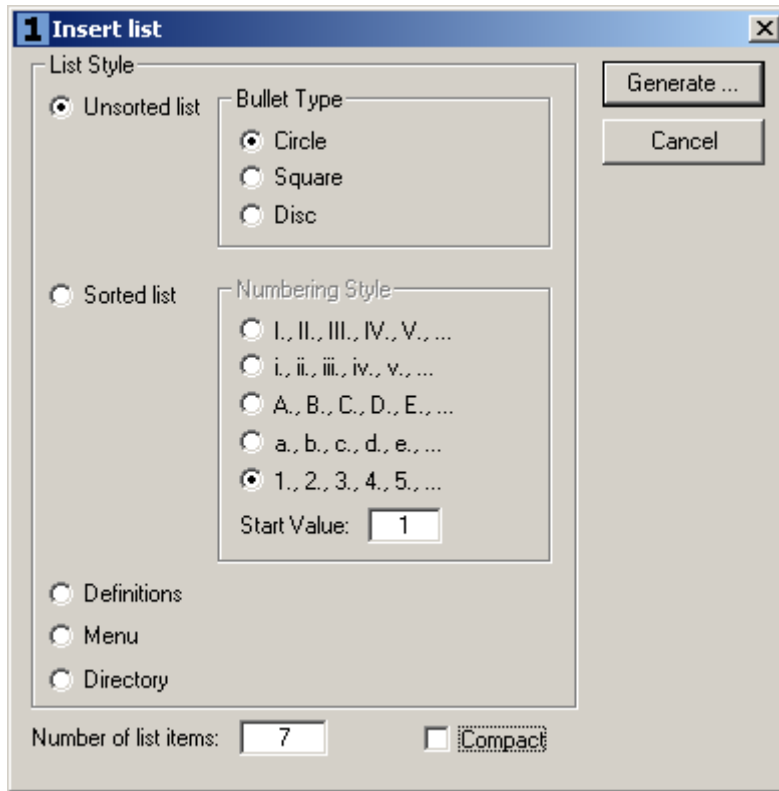 1 Insert list
List Style
Generate ...
Unsorted list
Bullet Type
Circle
Cancel
Square
Disc
Sorted list
Numbering Style
I., II., III., IV., V., ...
i., ii., iii., iv., v., ...
A., B., C., D., E., ...
a., b., c., d., e., ...
1., 2., 3., 4., 5., ...
Start Value: 1
Definitions
Menu
Directory
Number of list items: 7
Compact